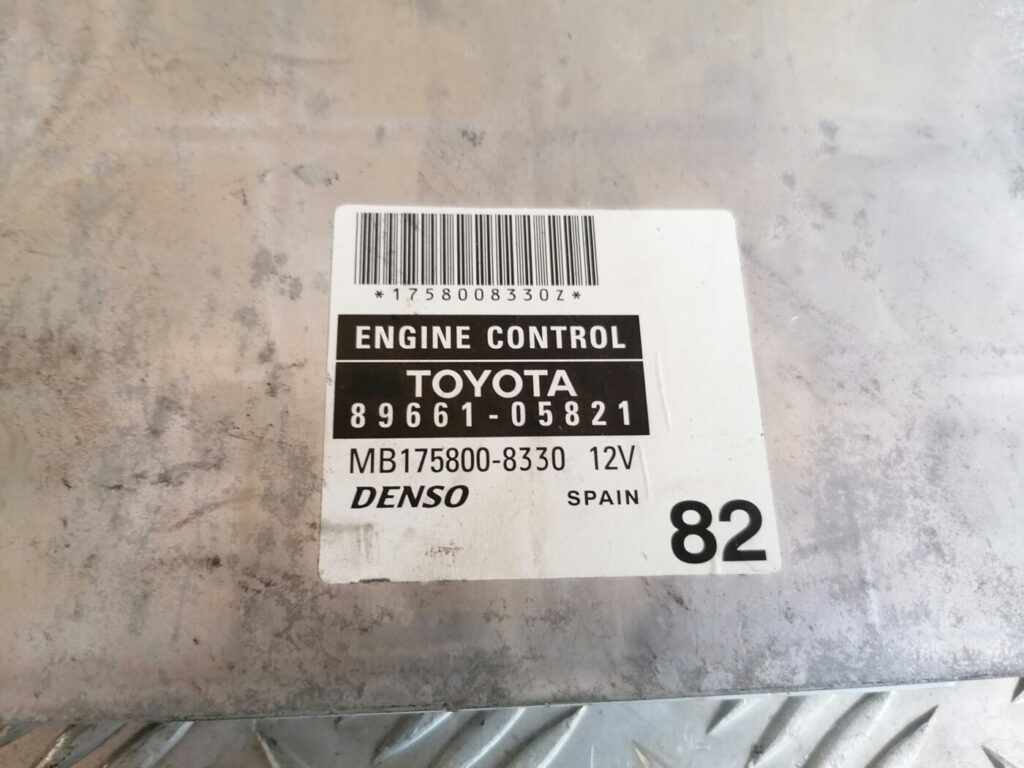 *1758008330Z*
ENGINE CONTROL
TOYOTA
89661-05821
MB175800-8330 12V
DENSO SPAIN
82